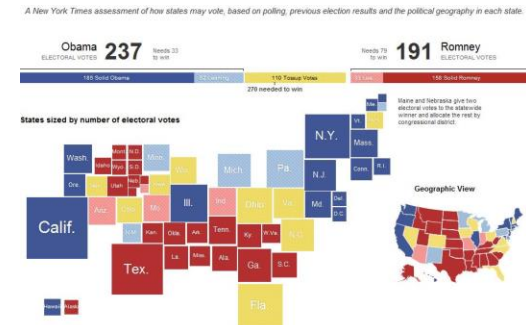 A New York Times assessment of how states may vote, based on polling, previous election results and the political geography in each state.
Obama 237 Needs 33
ELECTORAL VOTES to win
Needs 79 191 Romney
to win ELECTORAL VOTES
185 Solid Obama
110 Tossup Votes
156 Solid Romney
270 needed to win
States sized by number of electoral votes
Maine and Nebraska give two
electoral votes to the statewide
winner and allocate the rest by
congressional district.
Me.
Vt.
N.Y.
Mass.
Conn. R.I.
N.J.
Del.
Md.
D.C.
Wash.
Mont. N.D.
Minn.
Idaho Wyo. S.D.
Wis.
Mich
Pa.
Ore.
Utah
Neb.
Ill.
Ind.
Ohio
Va.
Calif.
Ariz.
Colo.
Mo.
N.M.
Kan.
Okla.
Ark.
Tenn.
Ky.
W.Va.
N.C.
Tex.
La.
Miss.
Ala.
Ga.
S.C.
Fla
Hawaii Alaska
Geographic View